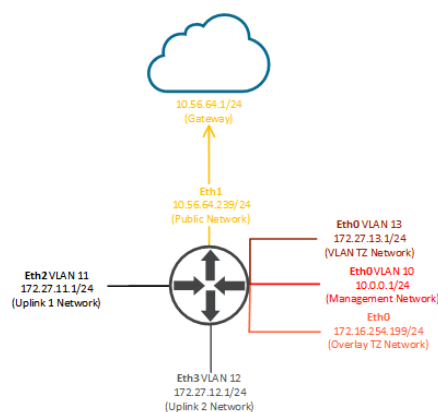 10.56.64.1/24
(Gateway)
Eth1
10.56.64.239/24
(Public Network)
Eth0 VLAN 13
172.27.13.1/24
(VLAN TZ Network)
Eth2 VLAN 11
172.27.11.1/24
(Uplink 1 Network)
Eth0 VLAN 10
10.0.0.1/24
(Management Network)
Eth0
172.16.254.199/24
(Overlay TZ Network)
Eth3 VLAN 12
172.27.12.1/24
(Uplink 2 Network)